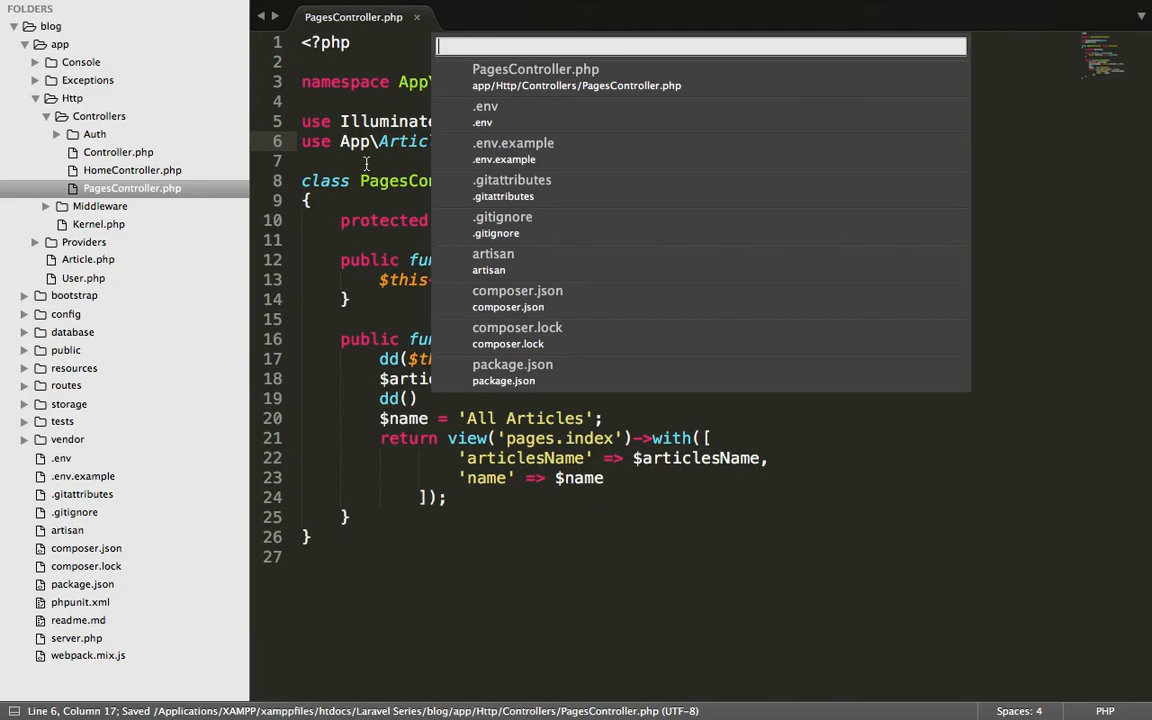 FOLDERS
blog
app
Console
Exceptions
Http
Controllers
Auth
Controller.php
HomeController.php
PagesController.php
Middleware
Kernel.php
Providers
Article.php
User.php
bootstrap
config
database
public
resources
routes
storage
tests
vendor
.env
.env.example
.gitattributes
.gitignore
artisan
composer.json
composer.lock
package.json
phpunit.xml
readme.md
server.php
webpack.mix.js
PagesController.php ×
1 <?php
2
3 namespace App\
4
5 use Illuminat
6 use App\Artic
7
8 class PagesCo
9 {
10 protected
11
12 public fu
13 $this
14 }
15
16 public fu
17 dd($t
18 $arti
19 dd()
20 $name = 'All Articles';
21 return view('pages.index')->with([
22 'articlesName' => $articlesName,
23 'name' => $name
24 ]);
25 }
26 }
27
PagesController.php
app/Http/Controllers/PagesController.php
.env
.env
.env.example
.env.example
.gitattributes
.gitattributes
.gitignore
.gitignore
artisan
artisan
composer.json
composer.json
composer.lock
composer.lock
package.json
package.json
Line 6, Column 17; Saved /Applications/XAMPP/xamppfiles/htdocs/Laravel Series/blog/app/Http/Controllers/PagesController.php (UTF-8)
Spaces: 4
PHP